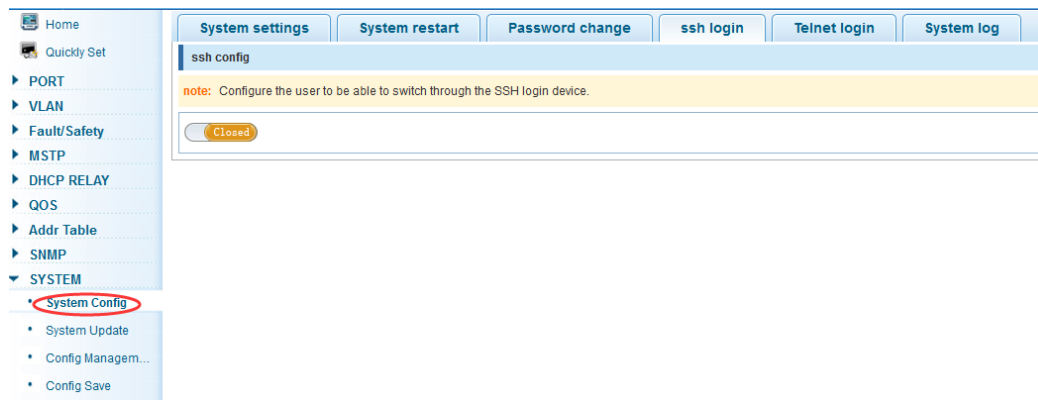 Home
Quickly Set
PORT
VLAN
Fault/Safety
MSTP
DHCP RELAY
QOS
Addr Table
SNMP
SYSTEM
System Config
System Update
Config Managem...
Config Save
System settings System restart Password change ssh login Telnet login System log
ssh config
note: Configure the user to be able to switch through the SSH login device.
Closed